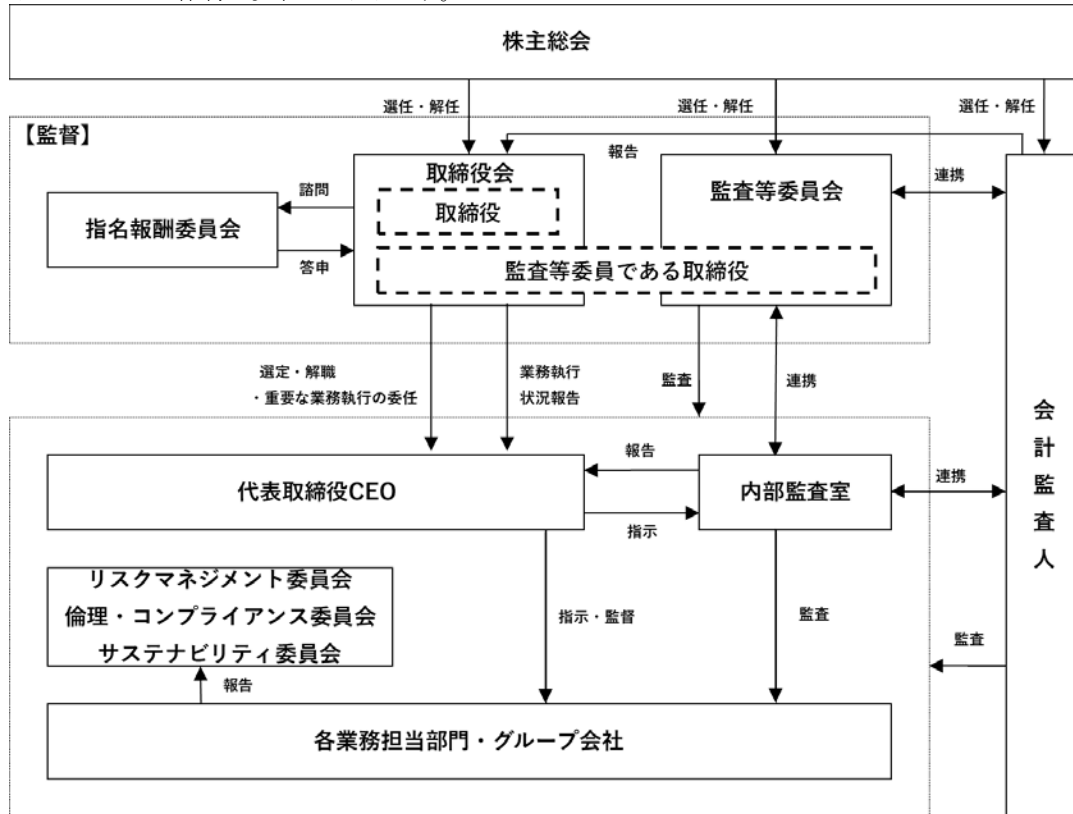 株主総会
選任・解任
選任・解任
選任・解任
【監督】
報告
取締役会
監査等委員会
連携
諮問
取締役
指名報酬委員会
答申
監査等委員である取締役
選定・解職
・重要な業務執行の委任
業務執行
状況報告
監査
連携
会計監査人
報告
代表取締役CEO
内部監査室
連携
指示
リスクマネジメント委員会
倫理・コンプライアンス委員会
サステナビリティ委員会
指示・監督
監査
監査
報告
各業務担当部門・グループ会社